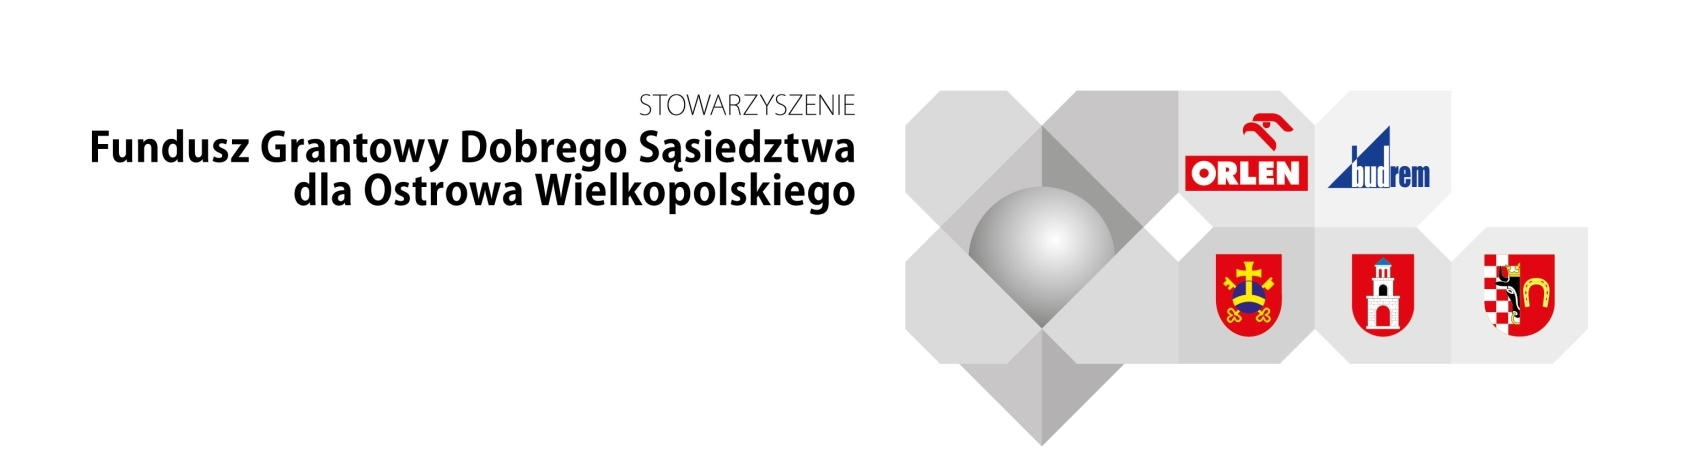 STOWARZYSZENIE
Fundusz Grantowy Dobrego Sąsiedztwa
dla Ostrowa Wielkopolskiego
ORLEN
budrem